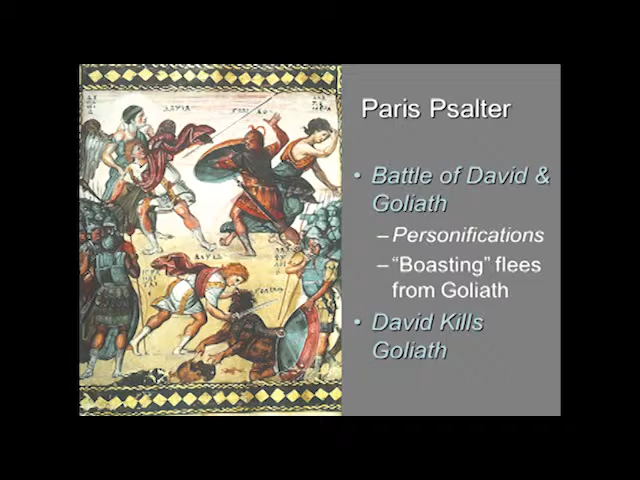 Paris Psalter
• Battle of David &
Goliath
– Personifications
– “Boasting” flees
from Goliath
• David Kills
Goliath